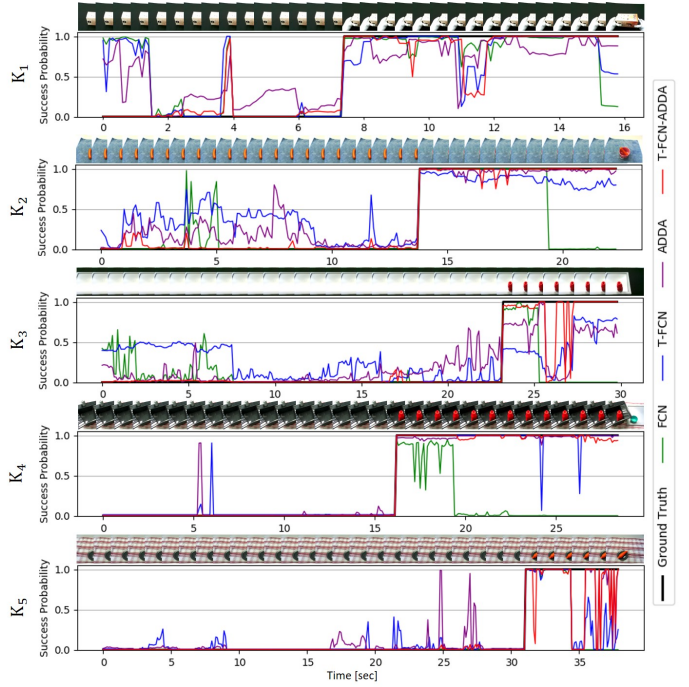 K1
Success Probability
1.0
0.5
0.0
0 2 4 6 8 10 12 14 16
K2
Success Probability
1.0
0.5
0.0
0 5 10 15 20
K3
Success Probability
1.0
0.5
0.0
0 5 10 15 20 25 30
K4
Success Probability
1.0
0.5
0.0
0 5 10 15 20 25
K5
Success Probability
1.0
0.5
0.0
0 5 10 15 20 25 30 35
Time [sec]
Ground Truth
FCN
T-FCN
ADDA
T-FCN-ADDA